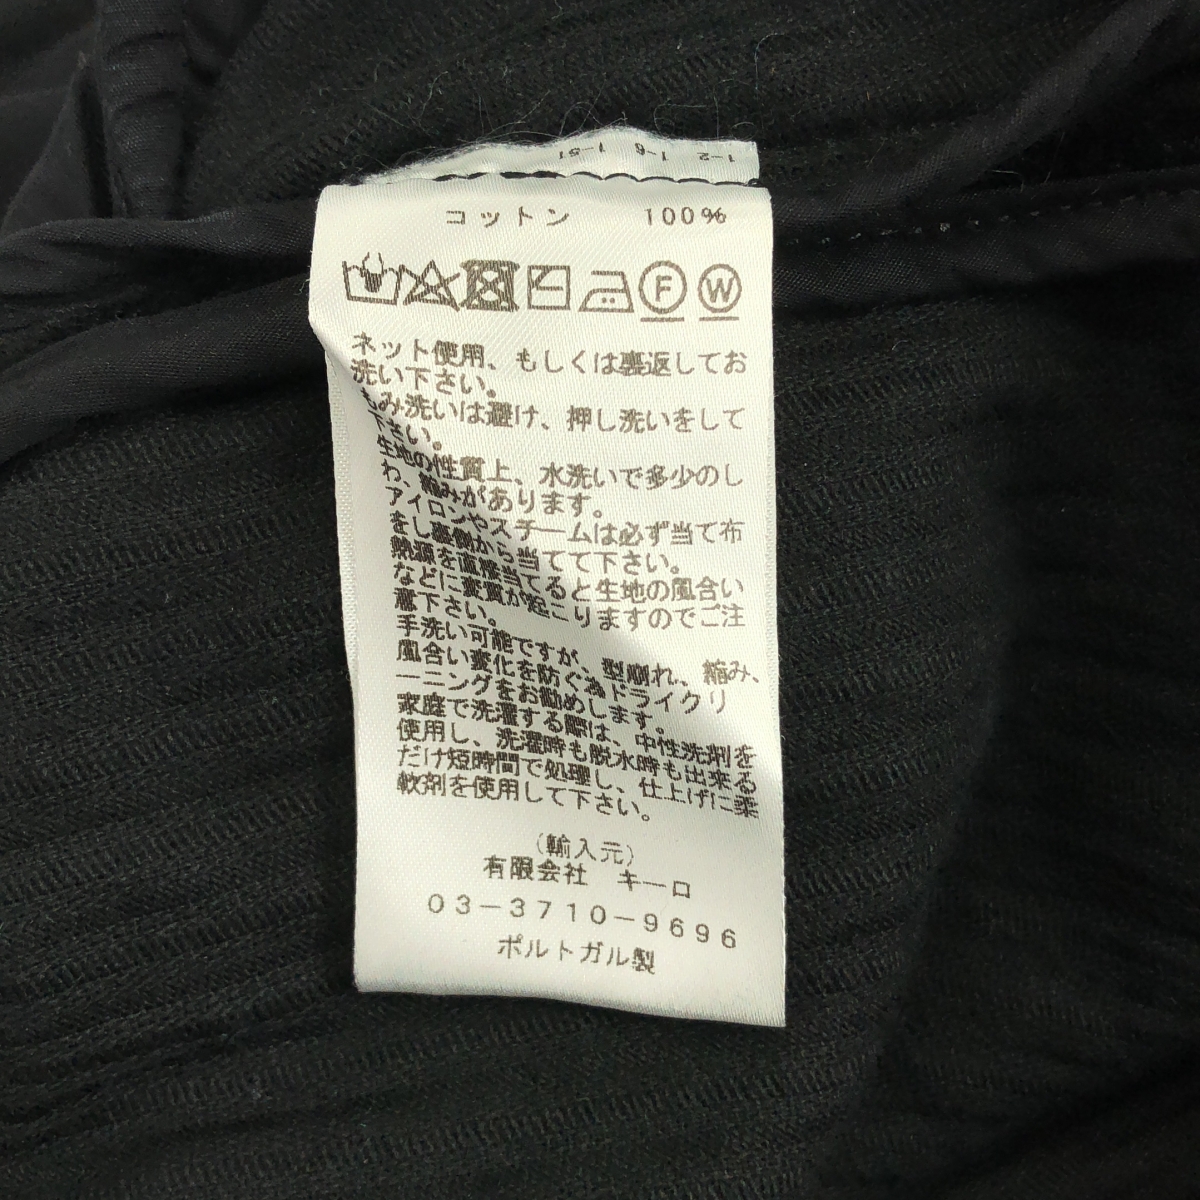 1-2 1-6 1-51
コットン 100%
F W
ネット使用、もしくは裏返してお
洗い下さい。
もみ洗いは避け、押し洗いをして
下さい。
生地の性質上、水洗いで多少のし
わ、縮みがあります。
アイロンやスチームは必ず当て布
をし裏側から当てて下さい。
熱源を直接当てると生地の風合い
などに変質が起こりますのでご注
意下さい。
手洗い可能ですが、型崩れ、縮み、
風合い変化を防ぐ為ドライクリ
ーニングをお勧めします。
家庭で洗濯する際は、中性洗剤を
使用し、洗濯時も脱水時も出来る
だけ短時間で処理し、仕上げに柔
軟剤を使用して下さい。
(輸入元)
有限会社 キーロ
03-3710-9696
ポルトガル製